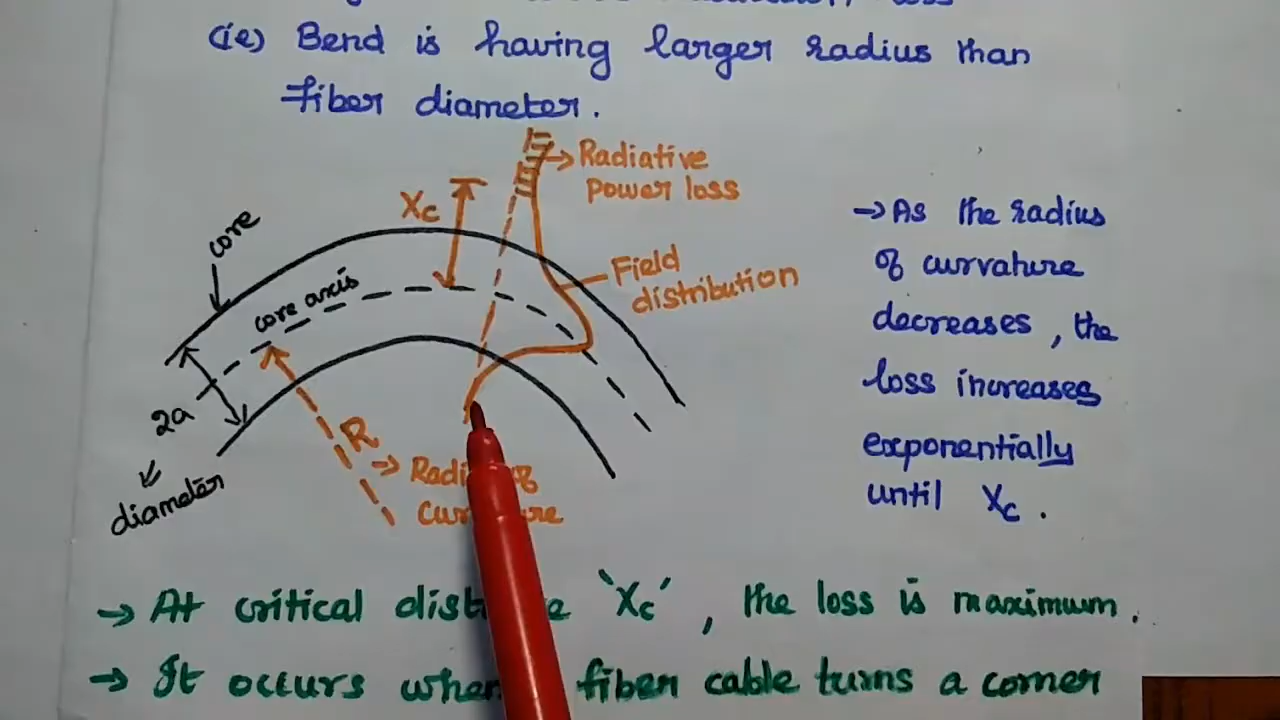 (ie) Bend is having larger radius than
fiber diameter.
Radiative
power loss
Xc
core
core axis
Field
distribution
2a
diameter
R
→ As the radius
of curvature
decreases, the
loss increases
exponentially
until Xc.
→ At critical 'Xc', the loss is maximum.
→ It occurs fiber cable turns a corner